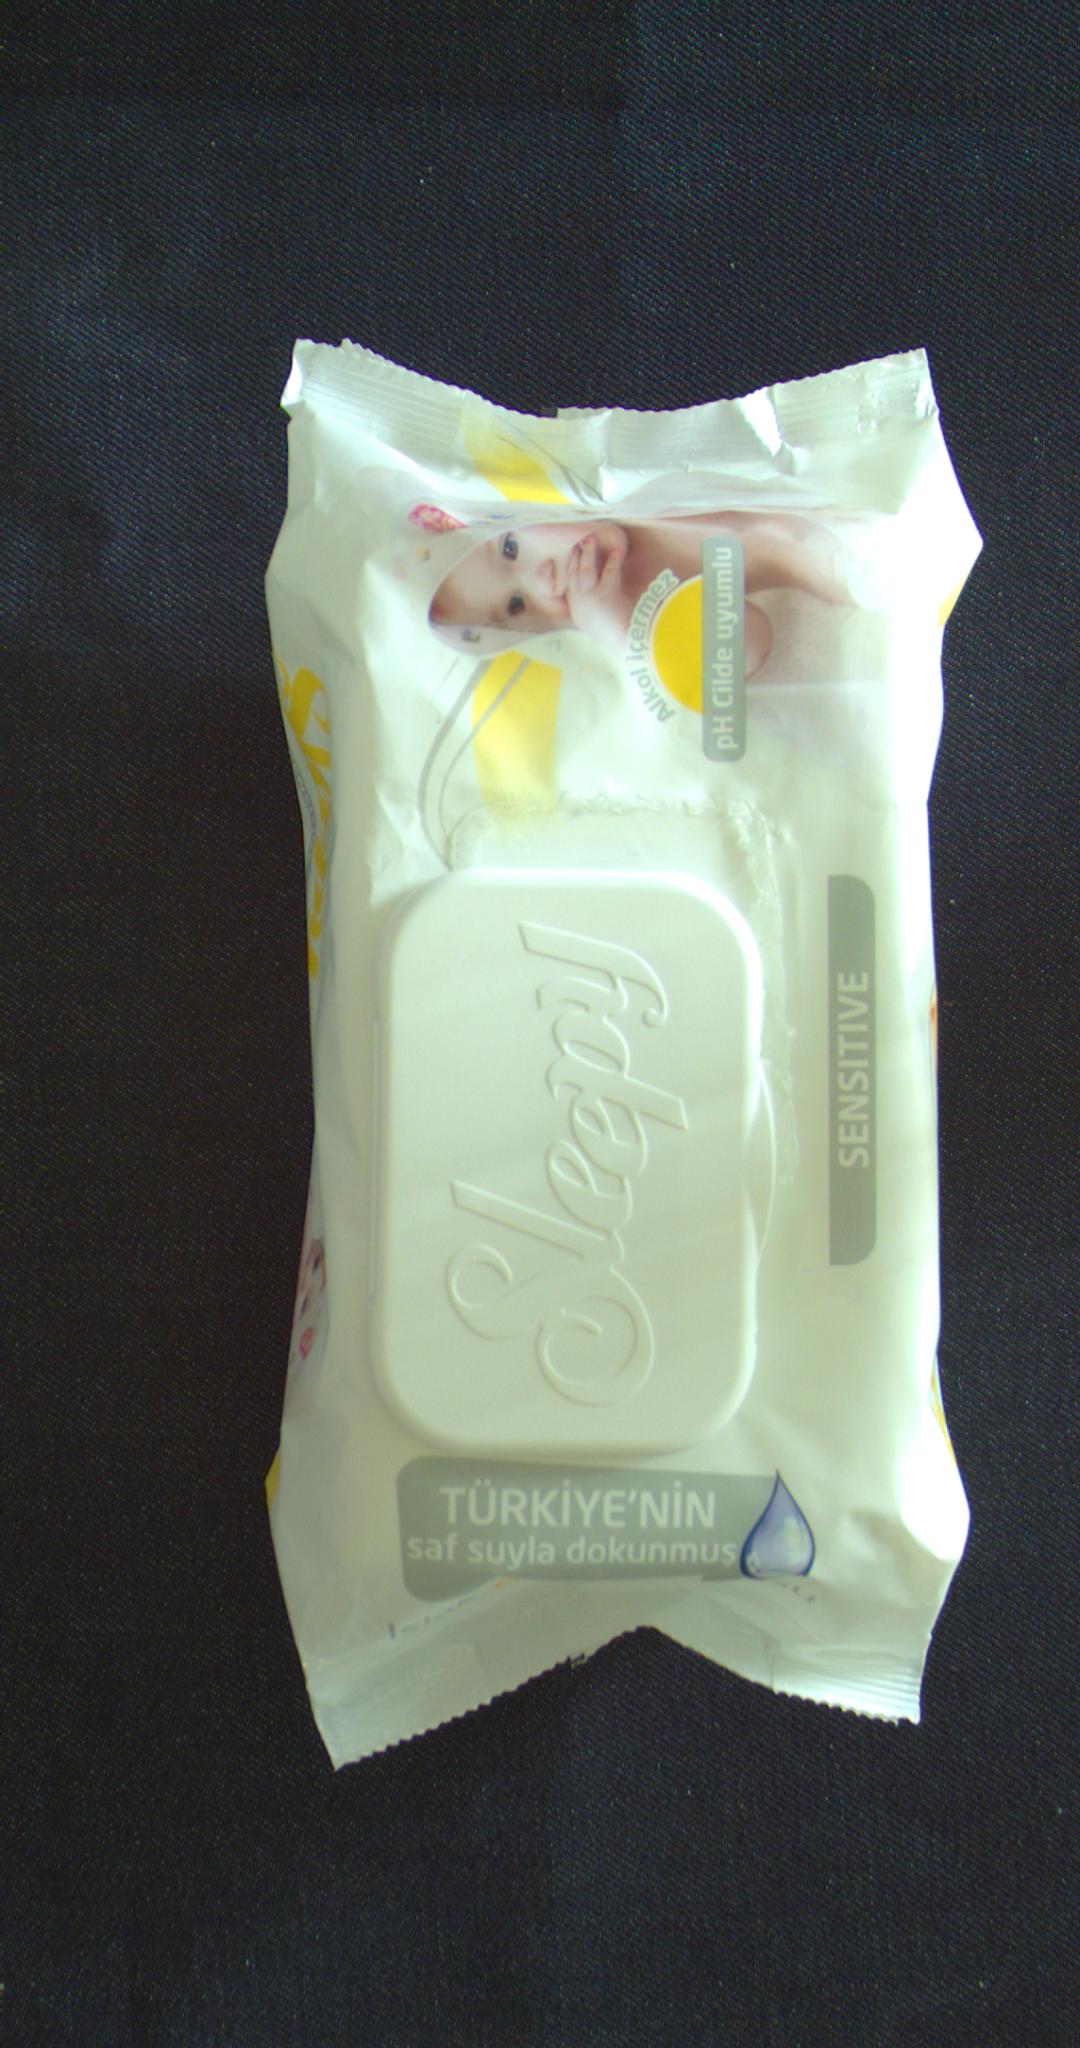 Alkol içermez
pH Cilde uyumlu
Sleepy
SENSITIVE
TÜRKİYE'NİN
saf suyla dokunmuş